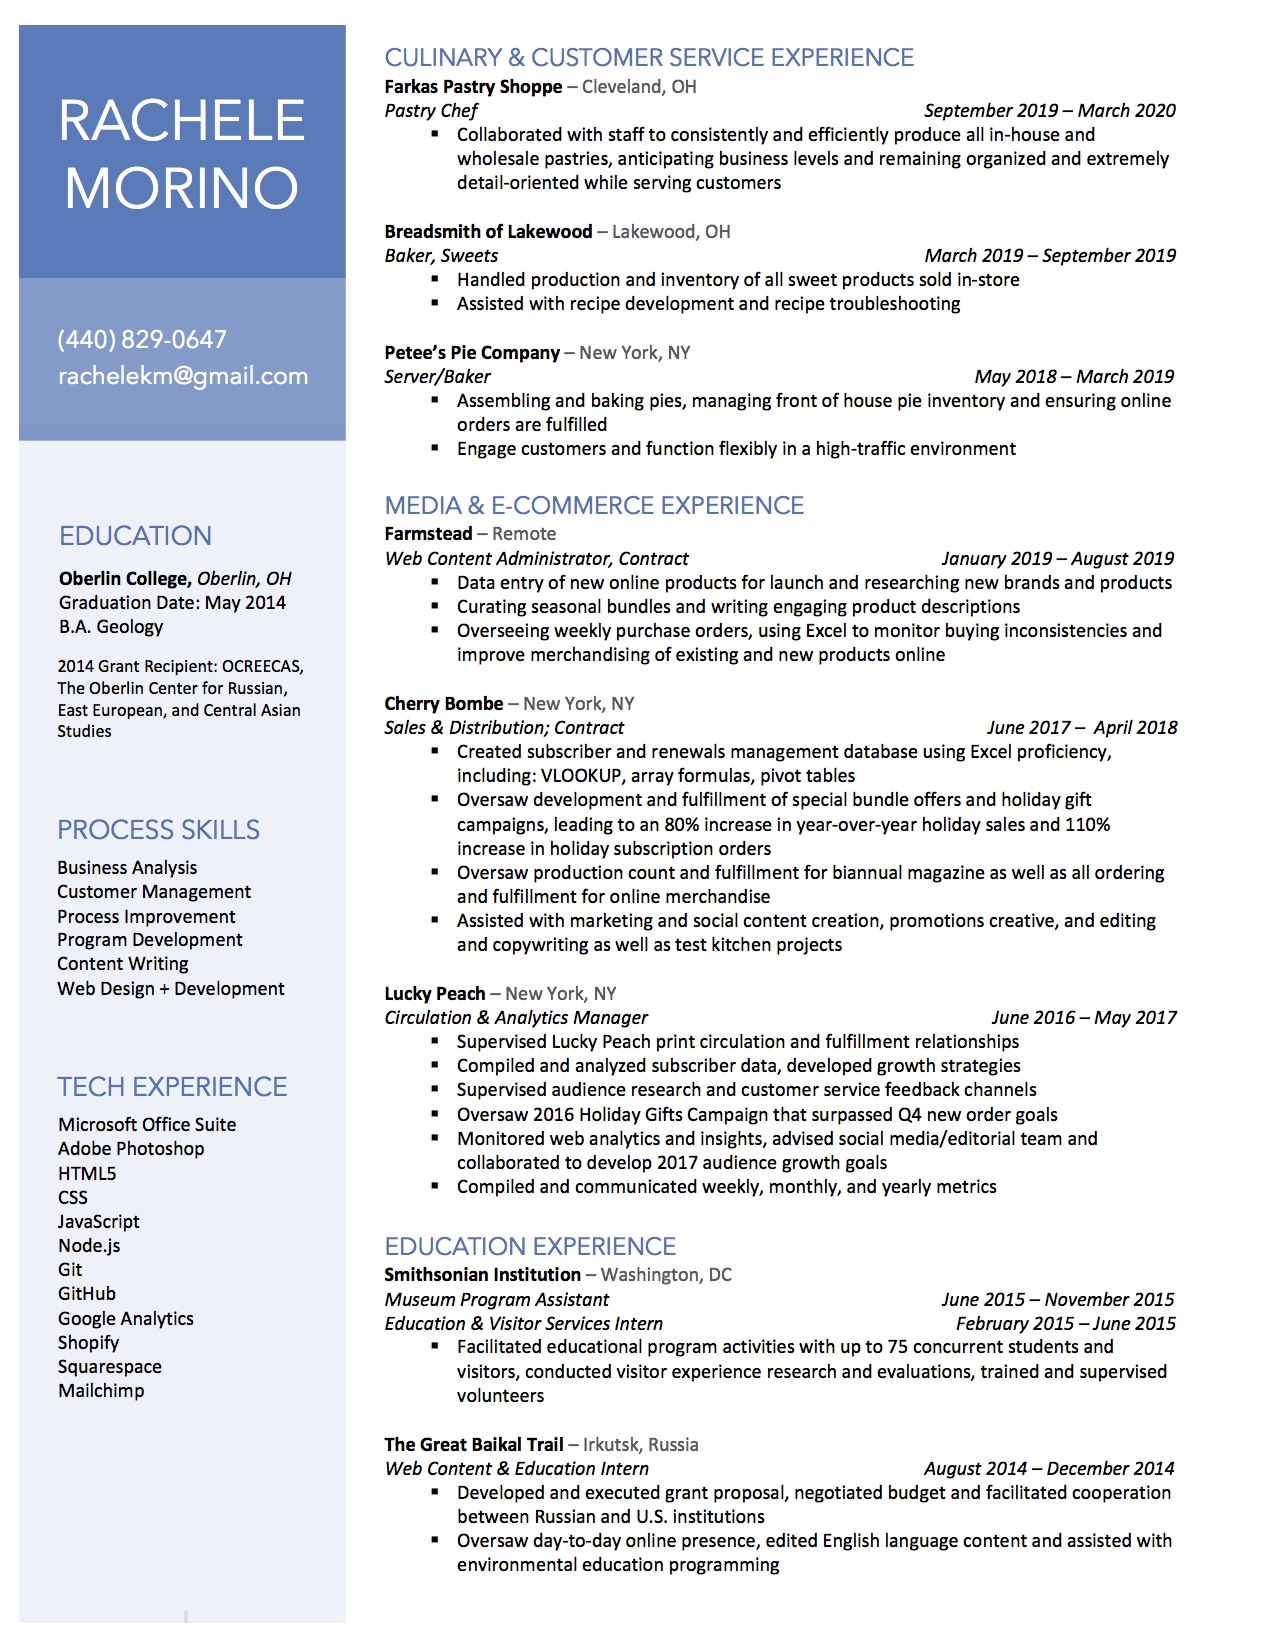 RACHELE
MORINO
(440) 829-0647
rachelekm@gmail.com
EDUCATION
Oberlin College, Oberlin, OH
Graduation Date: May 2014
B.A. Geology
2014 Grant Recipient: OCREECAS,
The Oberlin Center for Russian,
East European, and Central Asian
Studies
PROCESS SKILLS
Business Analysis
Customer Management
Process Improvement
Program Development
Content Writing
Web Design + Development
TECH EXPERIENCE
Microsoft Office Suite
Adobe Photoshop
HTML5
CSS
JavaScript
Node.js
Git
GitHub
Google Analytics
Shopify
Squarespace
Mailchimp
CULINARY & CUSTOMER SERVICE EXPERIENCE
Farkas Pastry Shoppe – Cleveland, OH
Pastry Chef September 2019 – March 2020
▪ Collaborated with staff to consistently and efficiently produce all in-house and
wholesale pastries, anticipating business levels and remaining organized and extremely
detail-oriented while serving customers
Breadsmith of Lakewood – Lakewood, OH
Baker, Sweets March 2019 – September 2019
▪ Handled production and inventory of all sweet products sold in-store
▪ Assisted with recipe development and recipe troubleshooting
Petee’s Pie Company – New York, NY
Server/Baker May 2018 – March 2019
▪ Assembling and baking pies, managing front of house pie inventory and ensuring online
orders are fulfilled
▪ Engage customers and function flexibly in a high-traffic environment
MEDIA & E-COMMERCE EXPERIENCE
Farmstead – Remote
Web Content Administrator, Contract January 2019 – August 2019
▪ Data entry of new online products for launch and researching new brands and products
▪ Curating seasonal bundles and writing engaging product descriptions
▪ Overseeing weekly purchase orders, using Excel to monitor buying inconsistencies and
improve merchandising of existing and new products online
Cherry Bombe – New York, NY
Sales & Distribution; Contract June 2017 – April 2018
▪ Created subscriber and renewals management database using Excel proficiency,
including: VLOOKUP, array formulas, pivot tables
▪ Oversaw development and fulfillment of special bundle offers and holiday gift
campaigns, leading to an 80% increase in year-over-year holiday sales and 110%
increase in holiday subscription orders
▪ Oversaw production count and fulfillment for biannual magazine as well as all ordering
and fulfillment for online merchandise
▪ Assisted with marketing and social content creation, promotions creative, and editing
and copywriting as well as test kitchen projects
Lucky Peach – New York, NY
Circulation & Analytics Manager June 2016 – May 2017
▪ Supervised Lucky Peach print circulation and fulfillment relationships
▪ Compiled and analyzed subscriber data, developed growth strategies
▪ Supervised audience research and customer service feedback channels
▪ Oversaw 2016 Holiday Gifts Campaign that surpassed Q4 new order goals
▪ Monitored web analytics and insights, advised social media/editorial team and
collaborated to develop 2017 audience growth goals
▪ Compiled and communicated weekly, monthly, and yearly metrics
EDUCATION EXPERIENCE
Smithsonian Institution – Washington, DC
Museum Program Assistant June 2015 – November 2015
Education & Visitor Services Intern February 2015 – June 2015
▪ Facilitated educational program activities with up to 75 concurrent students and
visitors, conducted visitor experience research and evaluations, trained and supervised
volunteers
The Great Baikal Trail – Irkutsk, Russia
Web Content & Education Intern August 2014 – December 2014
▪ Developed and executed grant proposal, negotiated budget and facilitated cooperation
between Russian and U.S. institutions
▪ Oversaw day-to-day online presence, edited English language content and assisted with
environmental education programming